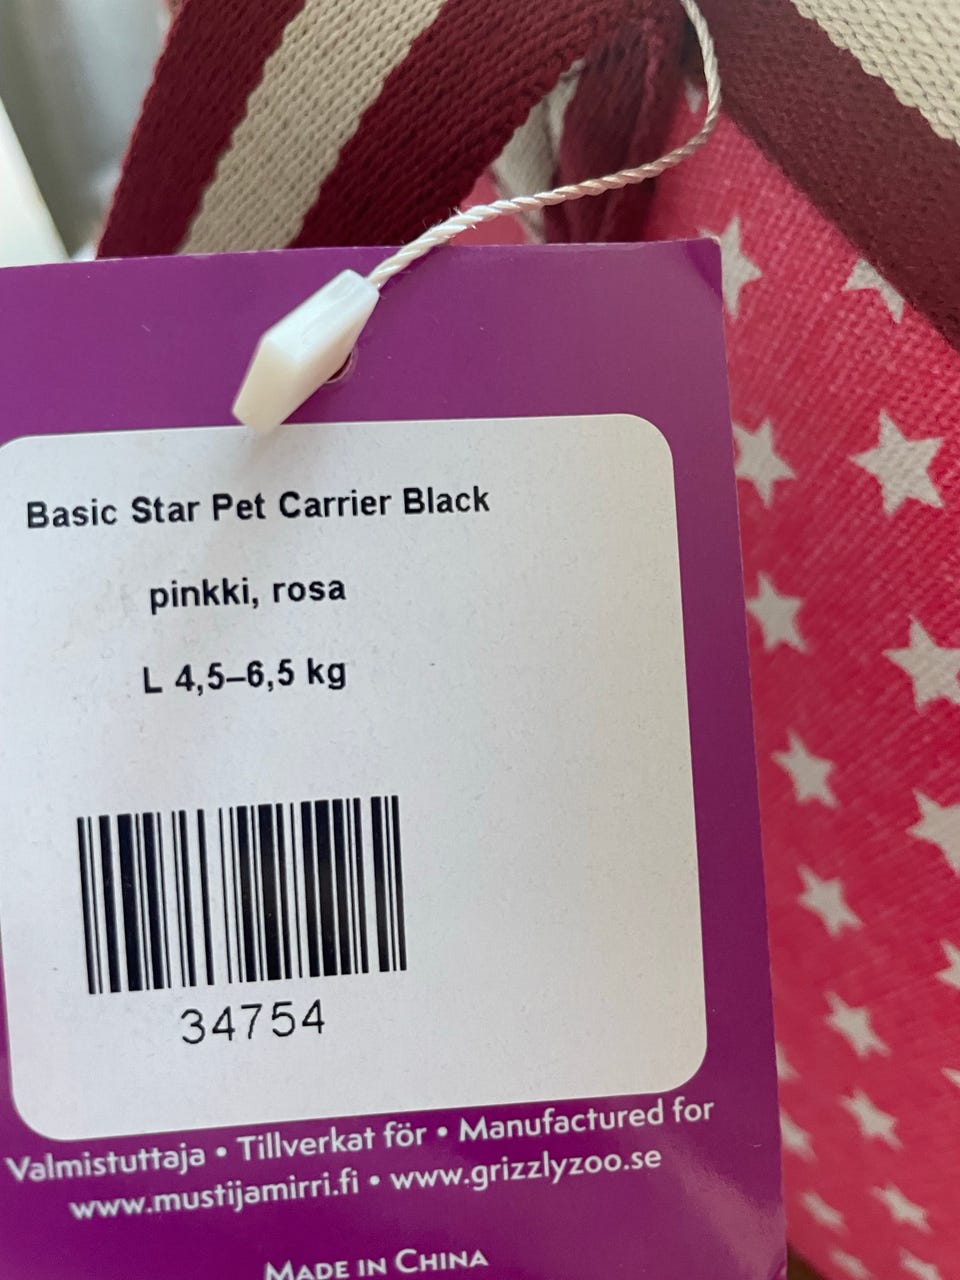 Basic Star Pet Carrier Black
pinkki, rosa
L 4,5–6,5 kg
34754
Valmistuttaja • Tillverkat för • Manufactured for
www.mustijamirri.fi • www.grizzlyzoo.se
MADE IN CHINA